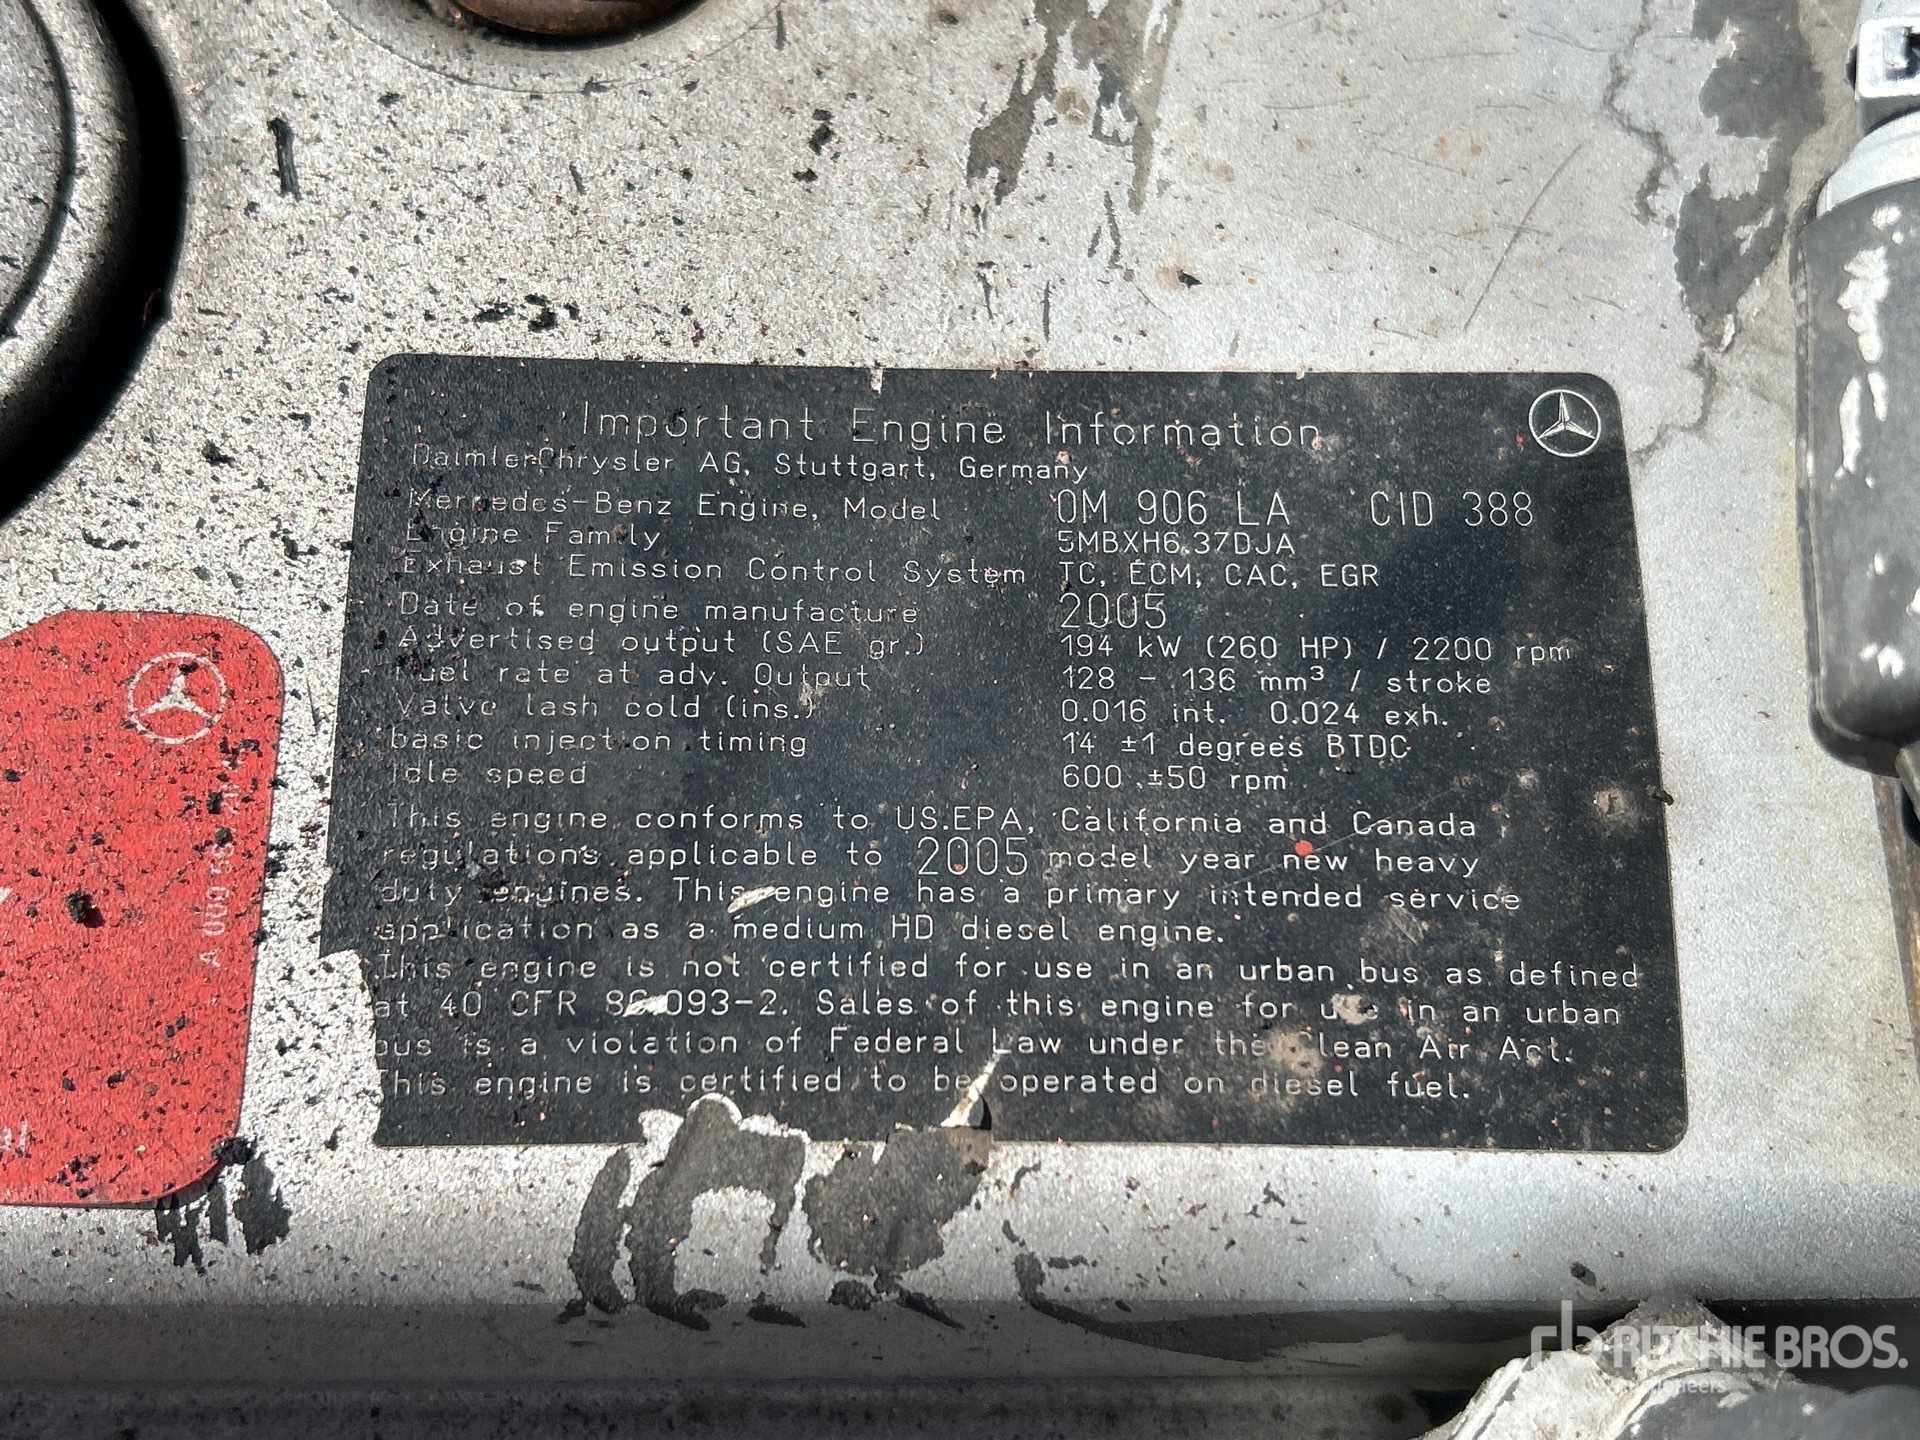 Important Engine Information
DaimlerChrysler AG, Stuttgart, Germany
Mercedes-Benz Engine, Model OM 906 LA CID 388
Engine Family 5MBXH6.37DJA
Exhaust Emission Control System TC, ECM, CAC, EGR
Date of engine manufacture 2005
Advertised output (SAE gr.) 194 kW (260 HP) / 2200 rpm
Fuel rate at adv. Output 128 - 136 mm³ / stroke
Valve lash cold (ins.) 0.016 int. 0.024 exh.
basic injection timing 14 ±1 degrees BTDC
Idle speed 600 ±50 rpm
This engine conforms to US.EPA, California and Canada
regulations applicable to 2005 model year new heavy
duty engines. This engine has a primary intended service
application as a medium HD diesel engine.
This engine is not certified for use in an urban bus as defined
at 40 CFR 86.093-2. Sales of this engine for use in an urban
bus is a violation of Federal Law under the Clean Air Act.
This engine is certified to be operated on diesel fuel.
A 000
rb RITCHIE BROS.